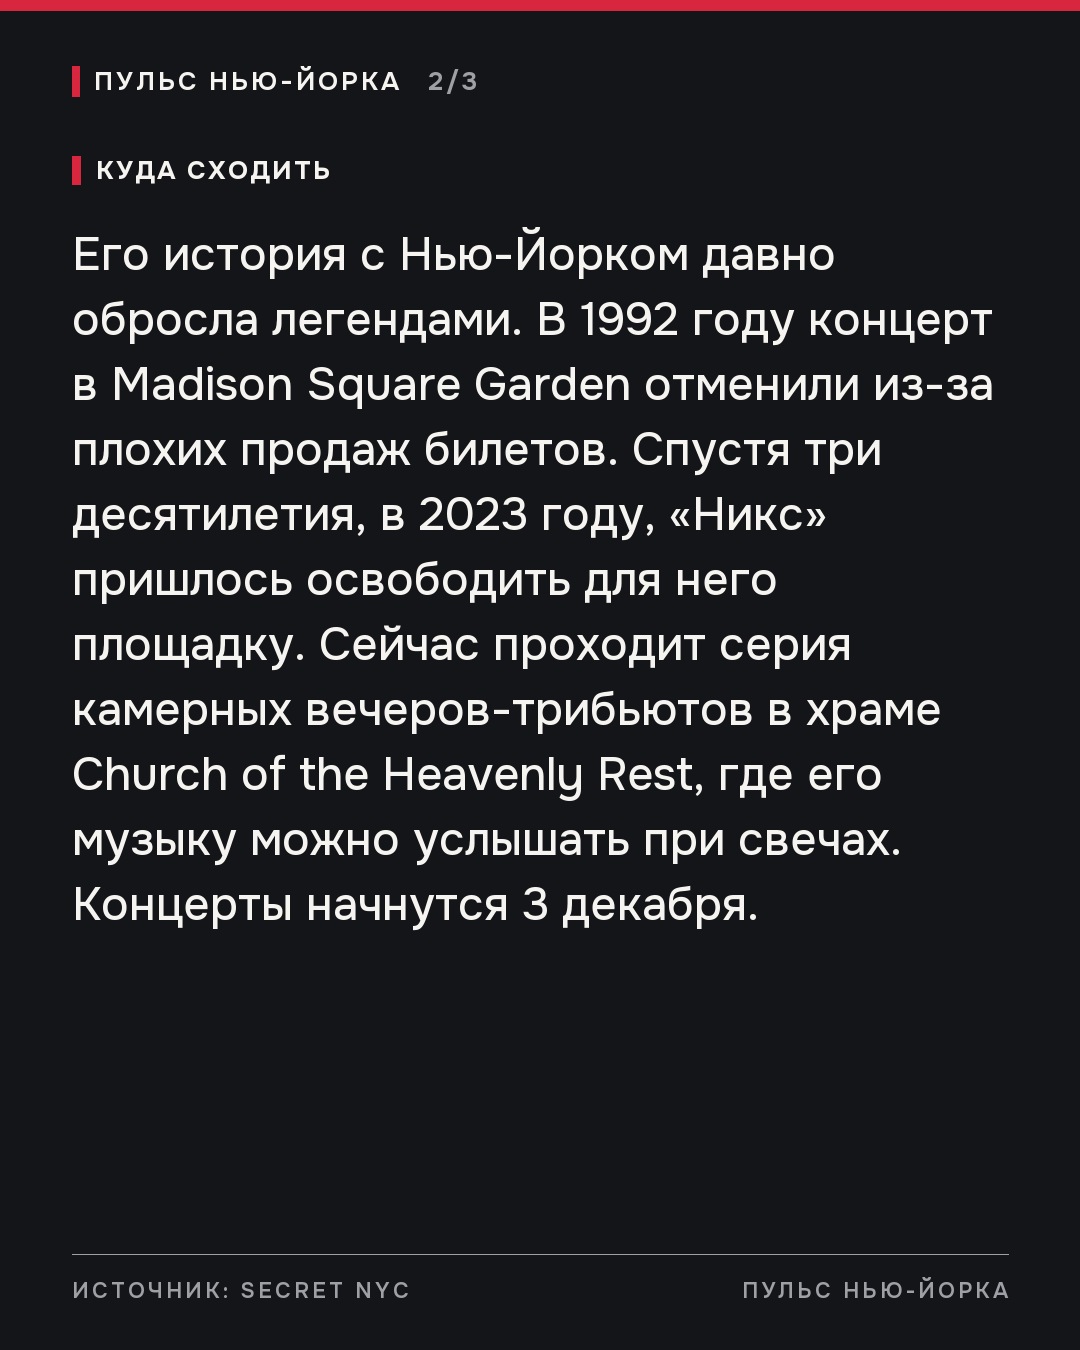 ПУЛЬС НЬЮ-ЙОРКА 2/3
КУДА СХОДИТЬ
Его история с Нью-Йорком давно
обросла легендами. В 1992 году концерт
в Madison Square Garden отменили из-за
плохих продаж билетов. Спустя три
десятилетия, в 2023 году, «Никс»
пришлось освободить для него
площадку. Сейчас проходит серия
камерных вечеров-трибьютов в храме
Church of the Heavenly Rest, где его
музыку можно услышать при свечах.
Концерты начнутся 3 декабря.
ИСТОЧНИК: SECRET NYC
ПУЛЬС НЬЮ-ЙОРКА